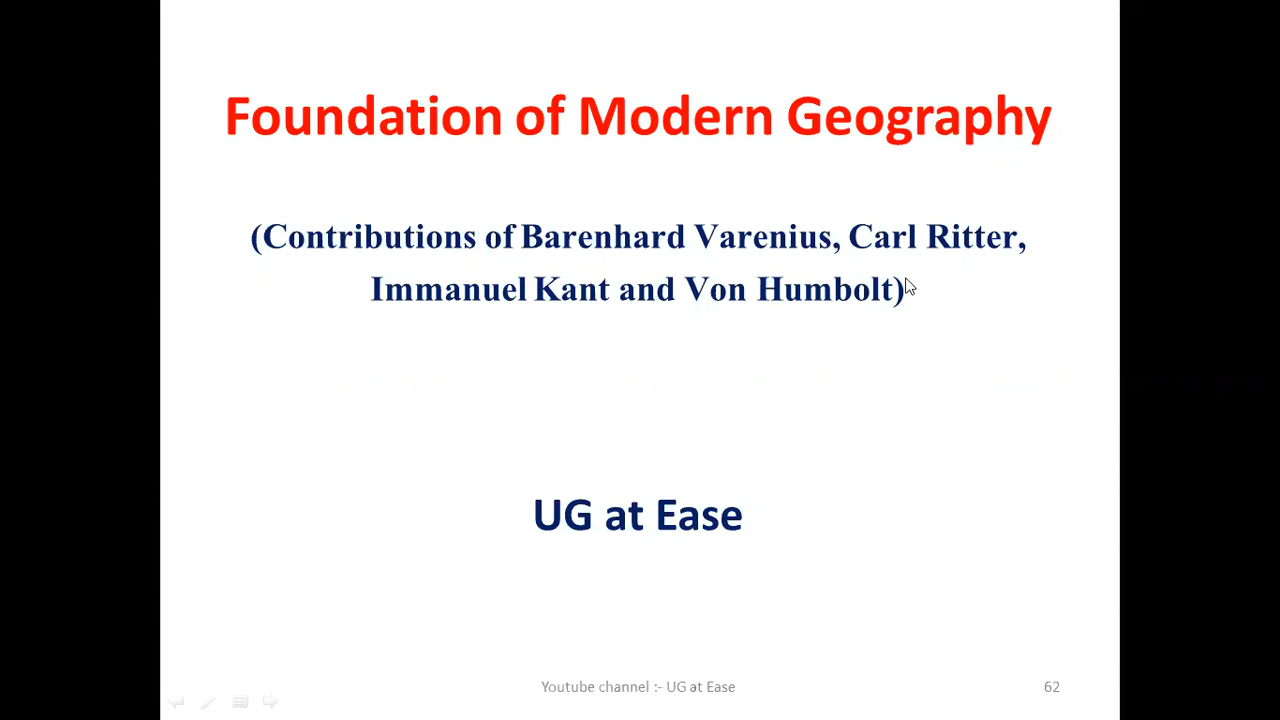 Foundation of Modern Geography
(Contributions of Barenhard Varenius, Carl Ritter,
Immanuel Kant and Von Humbolt)
UG at Ease
Youtube channel :- UG at Ease
62